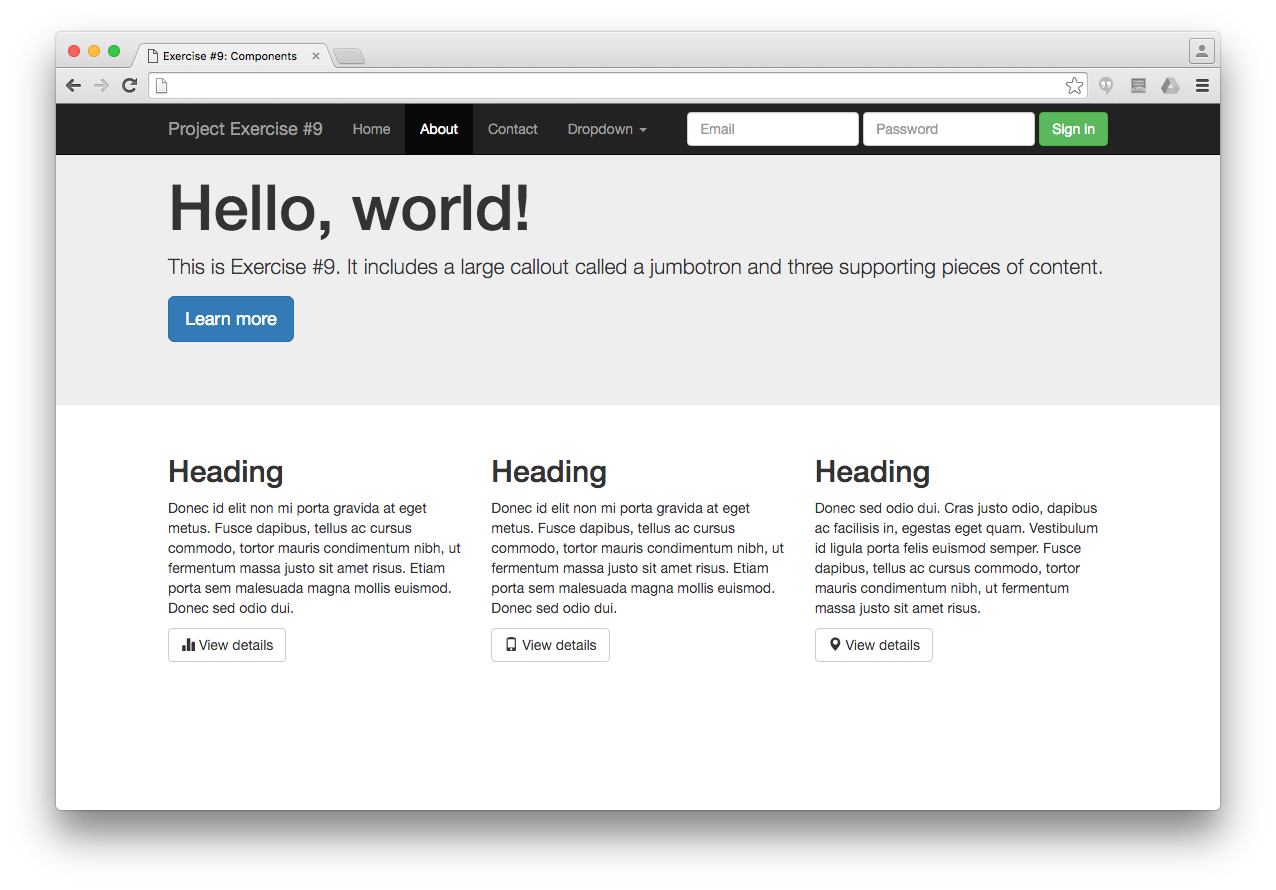 Exercise #9: Components
Project Exercise #9 Home About Contact Dropdown Email Password Sign in
Hello, world!
This is Exercise #9. It includes a large callout called a jumbotron and three supporting pieces of content.
Learn more
Heading
Donec id elit non mi porta gravida at eget
metus. Fusce dapibus, tellus ac cursus
commodo, tortor mauris condimentum nibh, ut
fermentum massa justo sit amet risus. Etiam
porta sem malesuada magna mollis euismod.
Donec sed odio dui.
View details
Heading
Donec id elit non mi porta gravida at eget
metus. Fusce dapibus, tellus ac cursus
commodo, tortor mauris condimentum nibh, ut
fermentum massa justo sit amet risus. Etiam
porta sem malesuada magna mollis euismod.
Donec sed odio dui.
View details
Heading
Donec sed odio dui. Cras justo odio, dapibus
ac facilisis in, egestas eget quam. Vestibulum
id ligula porta felis euismod semper. Fusce
dapibus, tellus ac cursus commodo, tortor
mauris condimentum nibh, ut fermentum
massa justo sit amet risus.
View details